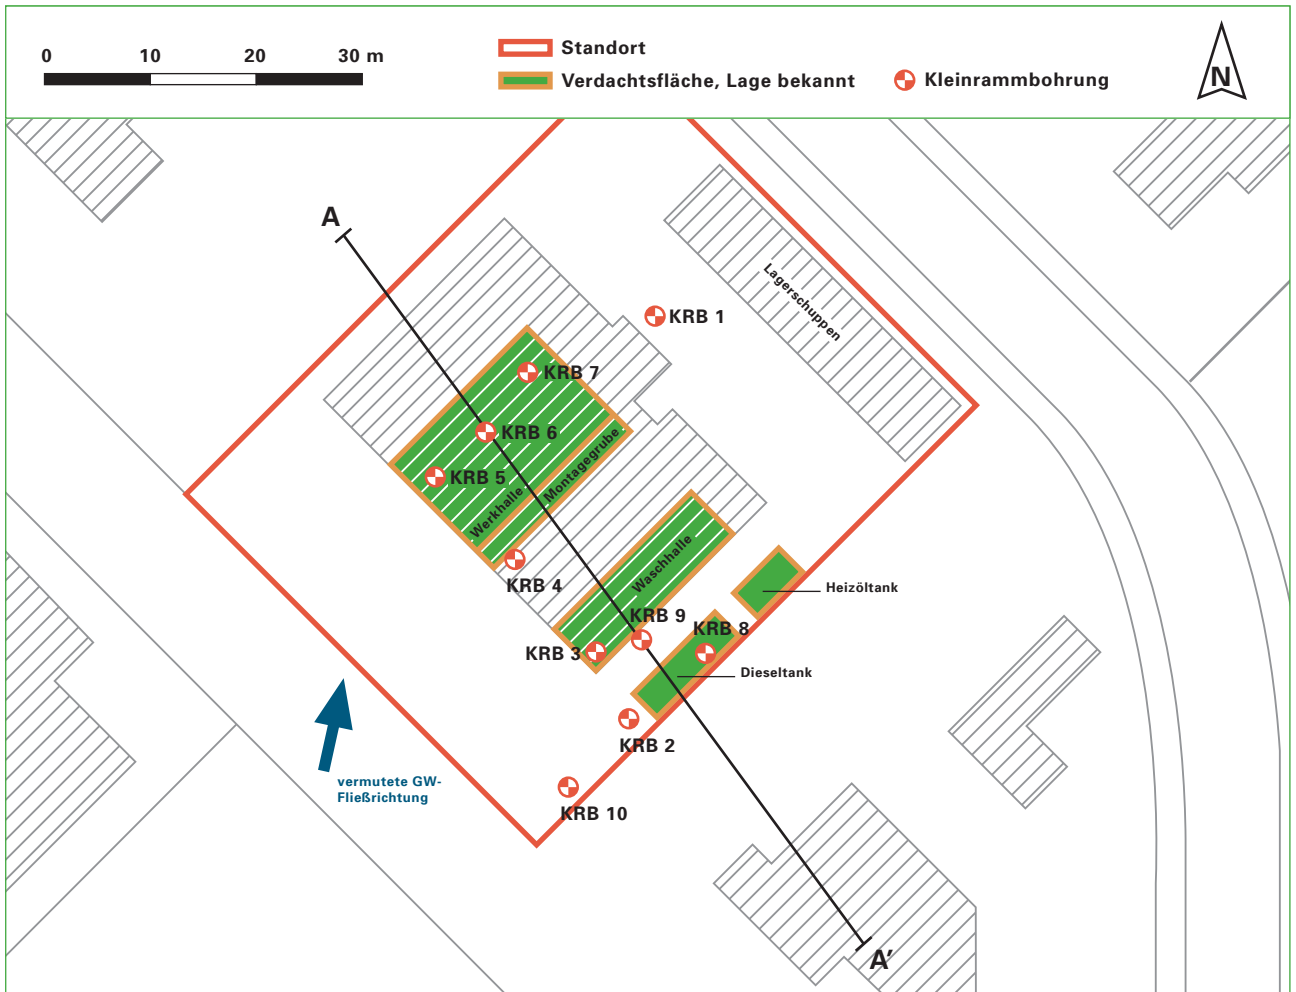 0 10 20 30 m
Standort
Verdachtsfläche, Lage bekannt
Kleinrammbohrung
N
A
Lagerschuppen
KRB 1
KRB 7
KRB 6
KRB 5
Werkhalle
Montagegrube
KRB 4
Waschhalle
Heizöltank
KRB 9
KRB 8
KRB 3
Dieseltank
KRB 2
vermutete GW-
Fließrichtung
KRB 10
A′